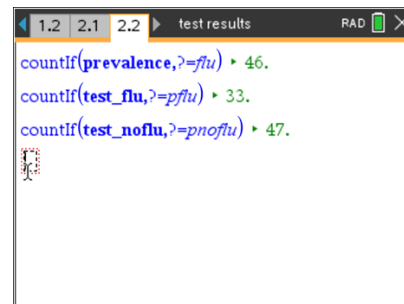 1.2 2.1 2.2 test results RAD
countIf(prevalence,?=flu) ▸ 46.
countIf(test_flu,?=pflu) ▸ 33.
countIf(test_noflu,?=pnoflu) ▸ 47.